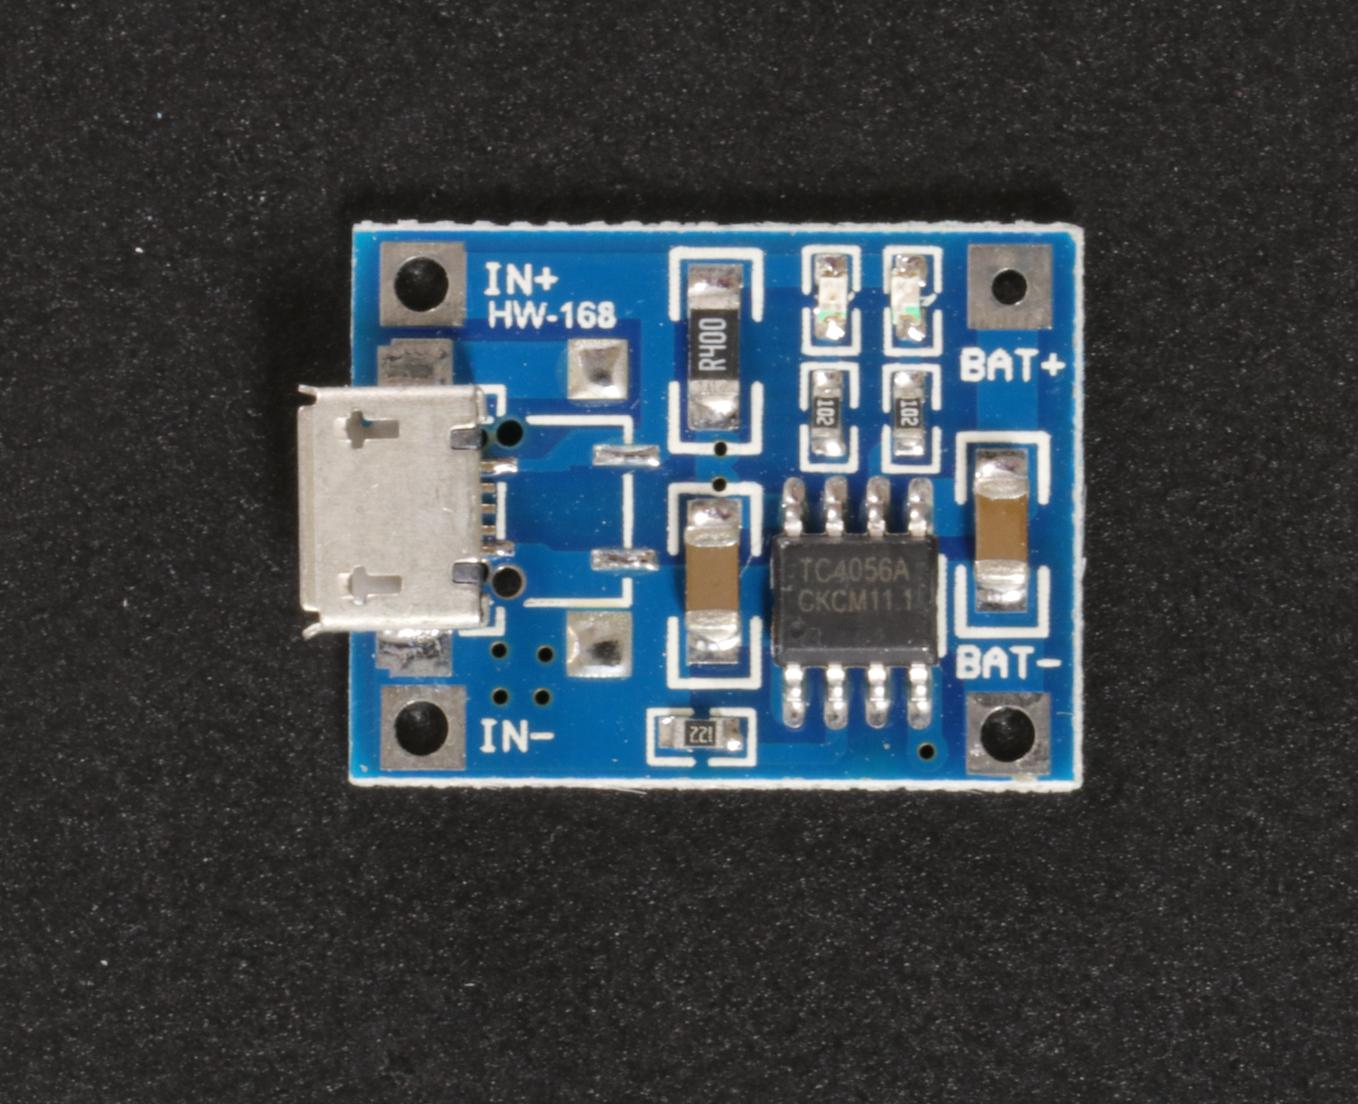 IN+
HW-168
R400
BAT+
102
102
TC4056A
CKCM11.1
BAT-
IN-
122